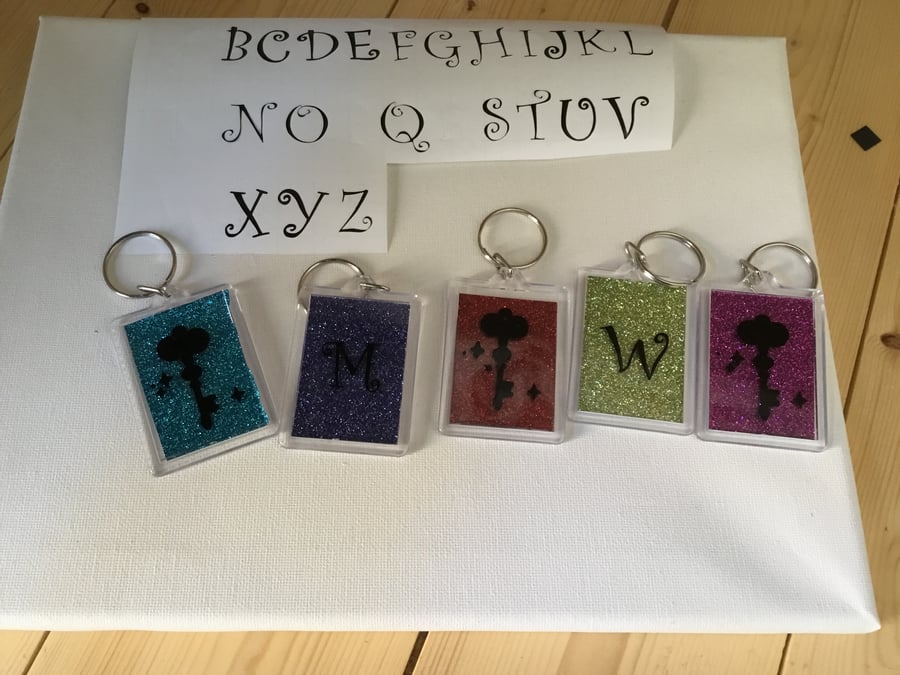 BCDEFGHIJKL
NO Q STUV
XYZ
M
W